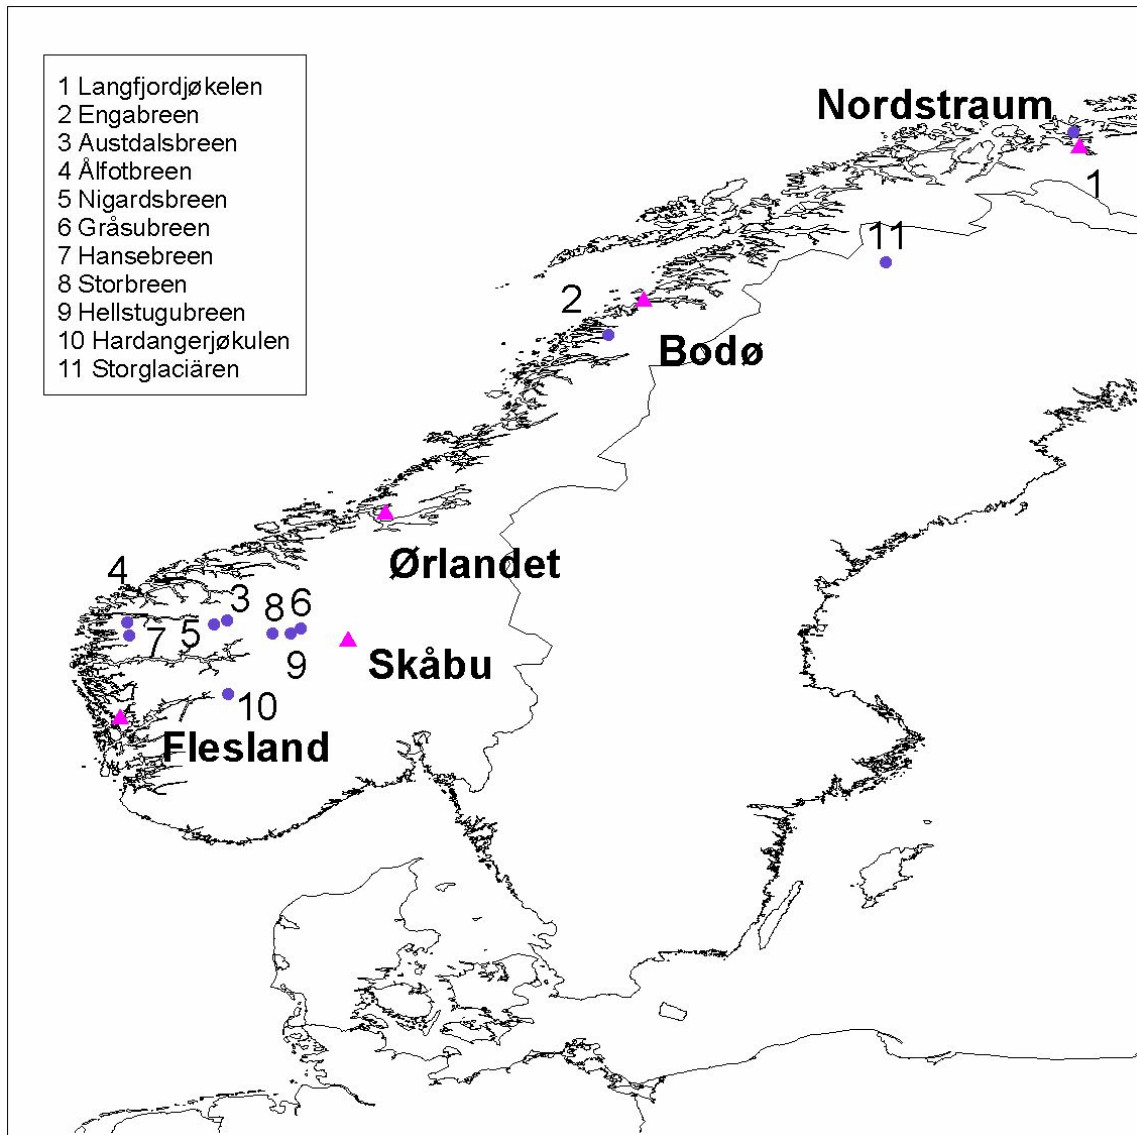 1 Langfjordjøkelen
2 Engabreen
3 Austdalsbreen
4 Ålfotbreen
5 Nigardsbreen
6 Gråsubreen
7 Hansebreen
8 Storbreen
9 Hellstugubreen
10 Hardangerjøkulen
11 Storglaciären
Nordstraum
1
11
2
Bodø
Ørlandet
4
3
8 6
7 5
9
Skåbu
10
Flesland